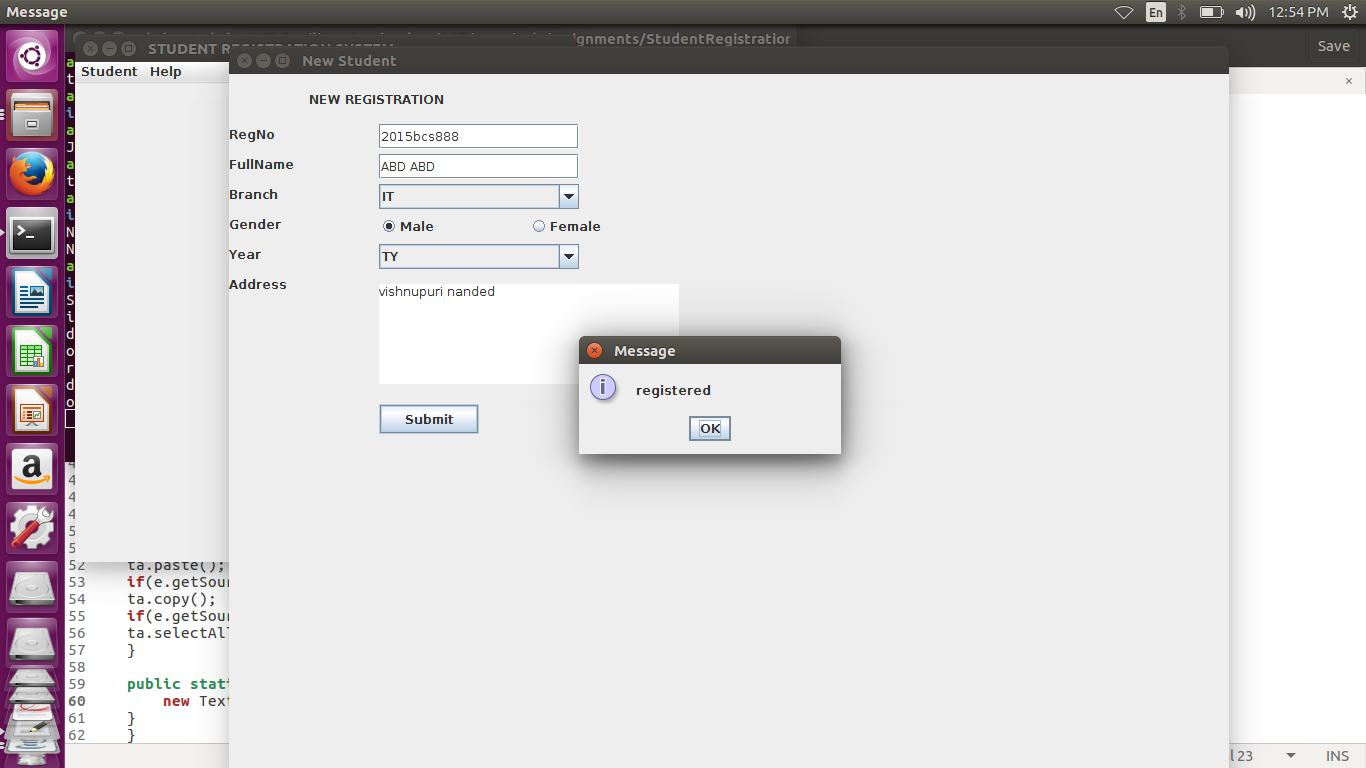 Message
En
12:54 PM
STUDENT REGISTRATION SYSTEM
gnments/StudentRegistration
Save
Student Help
New Student
NEW REGISTRATION
RegNo 2015bcs888
FullName ABD ABD
Branch IT
Gender Male Female
Year TY
Address vishnupuri nanded
Message
registered
OK
Submit
52 ta.paste();
53 if(e.getSour
54 ta.copy();
55 if(e.getSour
56 ta.selectAll
57 }
58
59 public stati
60 new Text
61 }
62 }
23 INS